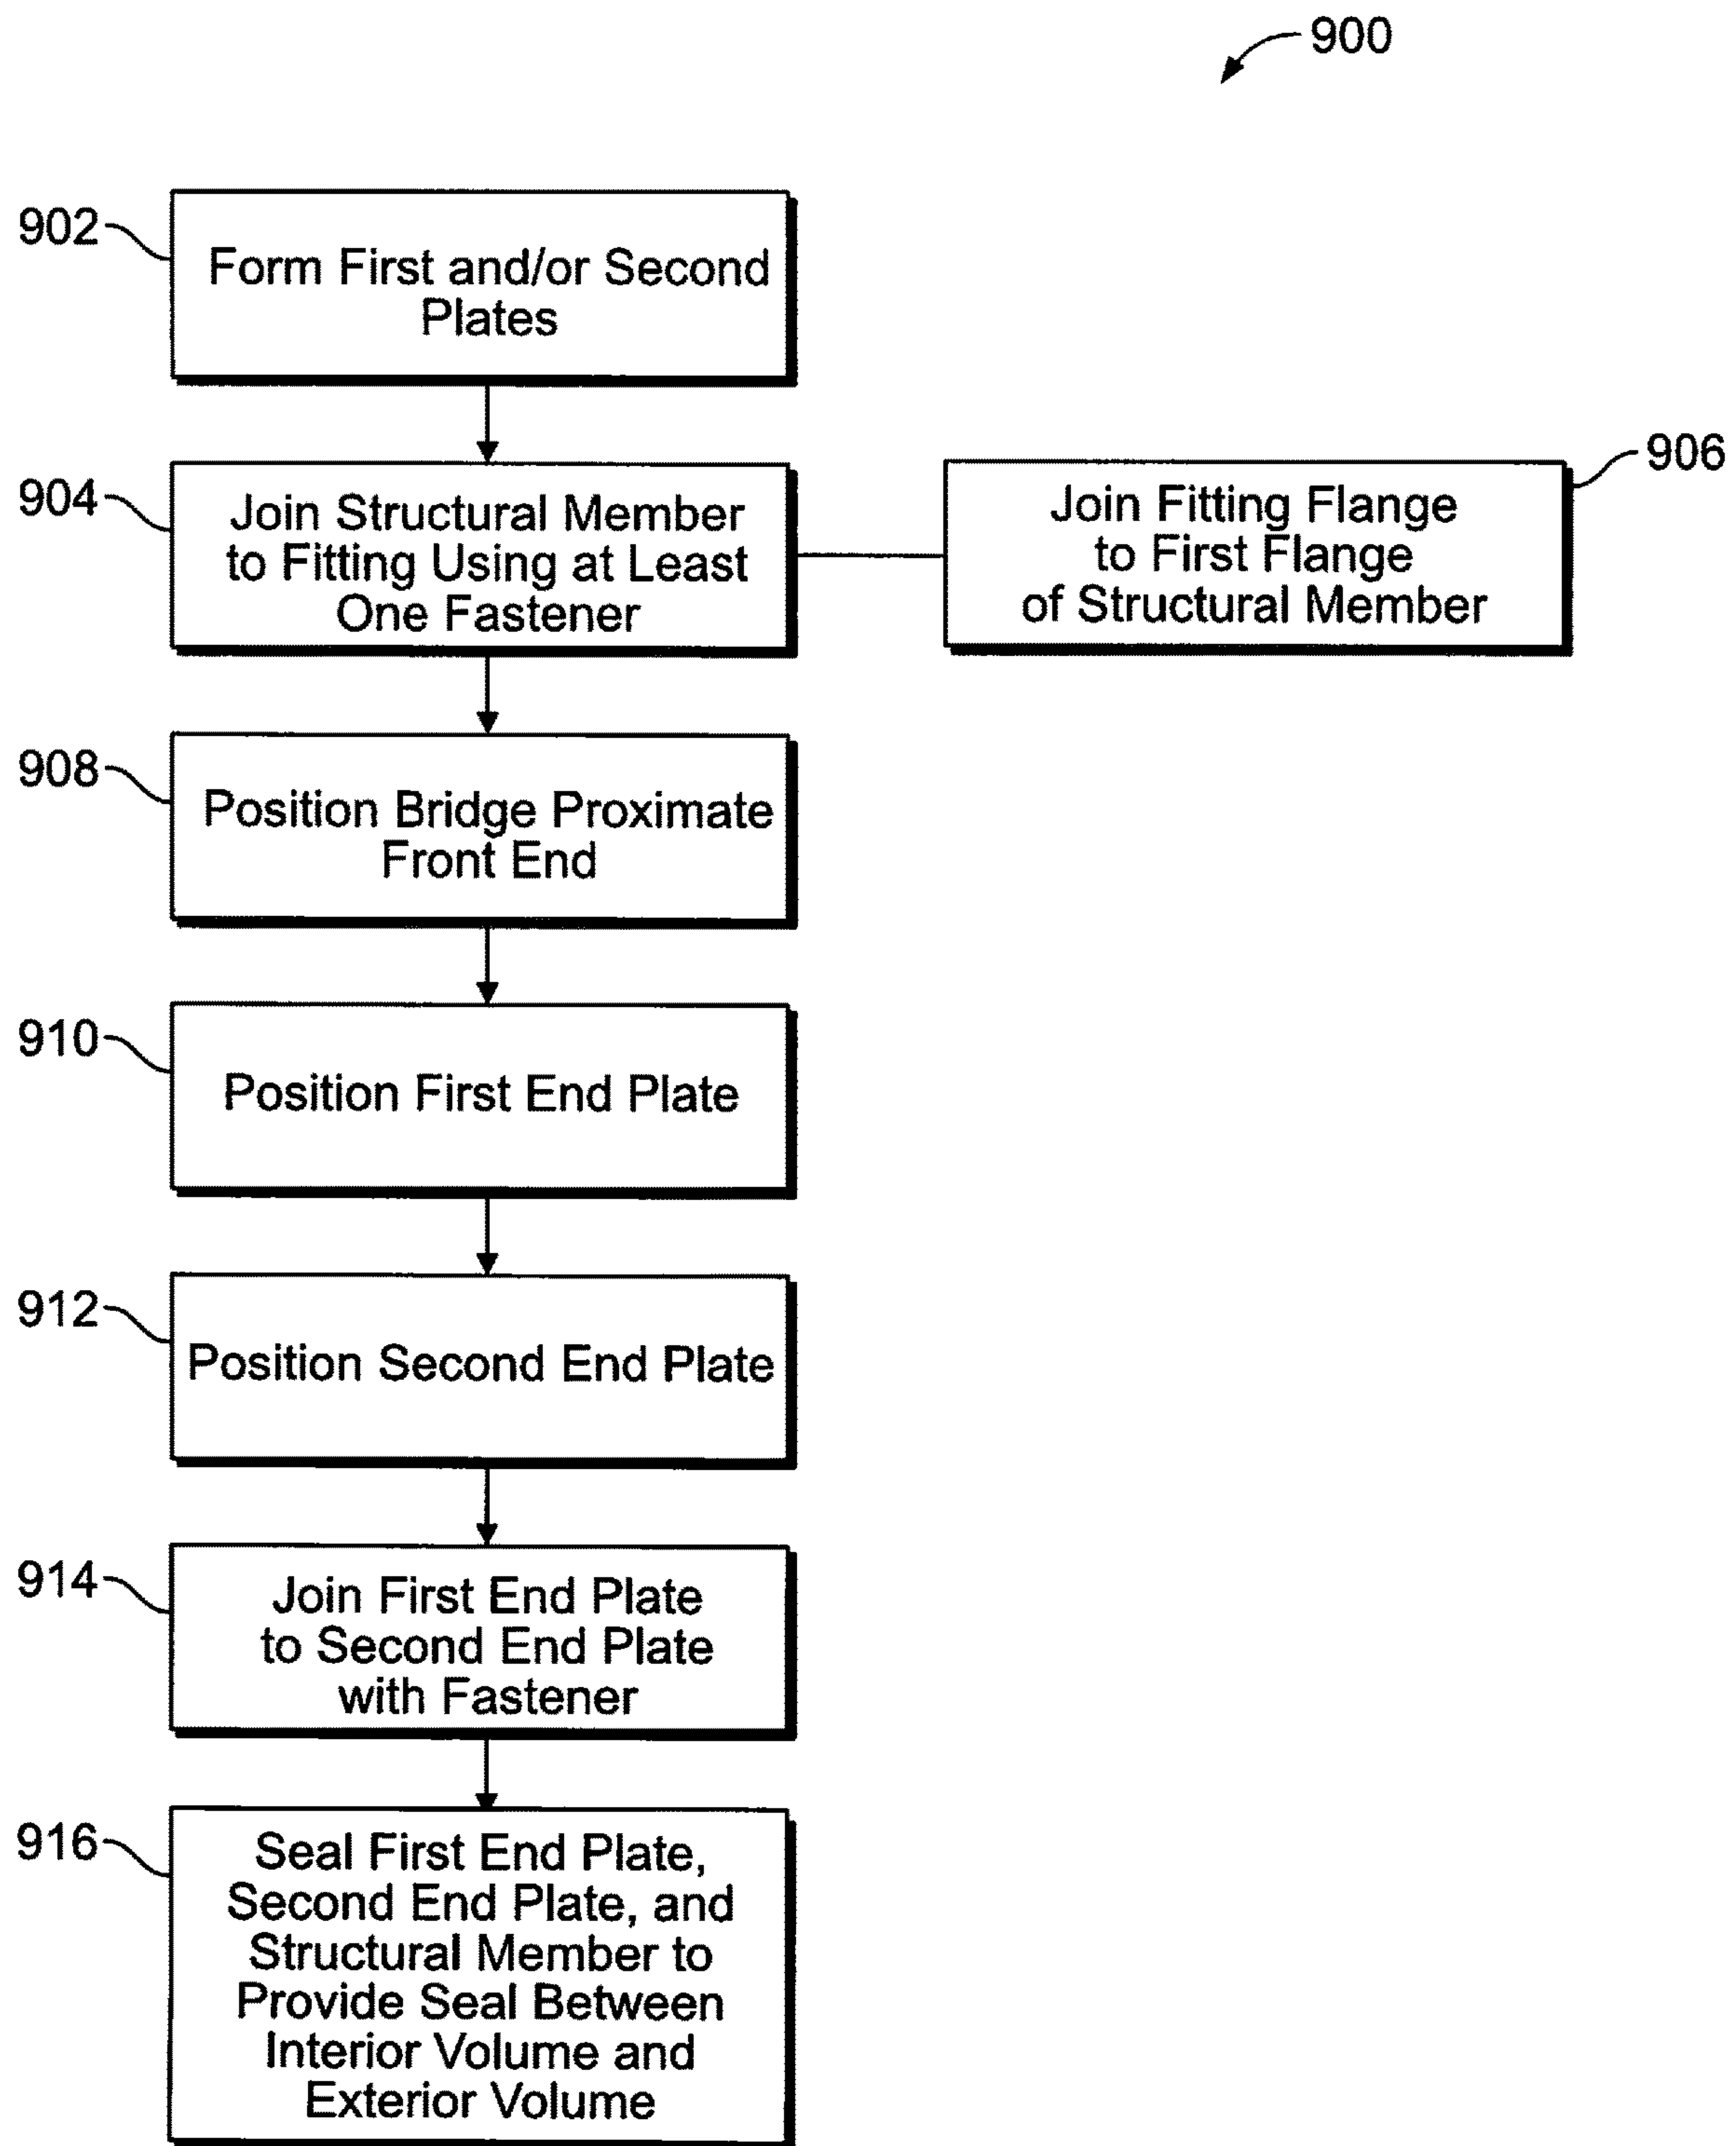 900
902
Form First and/or Second
Plates
904
Join Structural Member
to Fitting Using at Least
One Fastener
906
Join Fitting Flange
to First Flange
of Structural Member
908
Position Bridge Proximate
Front End
910
Position First End Plate
912
Position Second End Plate
914
Join First End Plate
to Second End Plate
with Fastener
916
Seal First End Plate,
Second End Plate, and
Structural Member to
Provide Seal Between
Interior Volume and
Exterior Volume